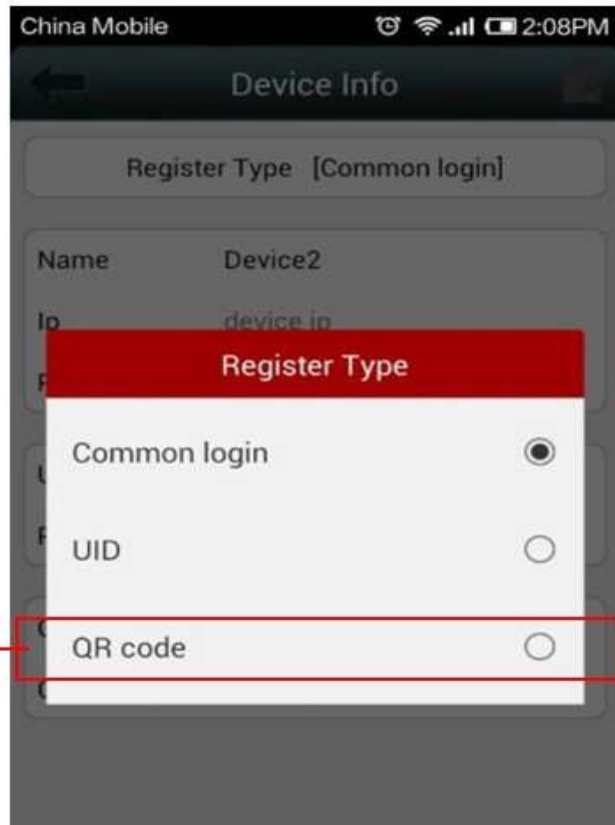 China Mobile 2:08PM
Device Info
Register Type [Common login]
Name Device2
Ip device ip
Register Type
Common login
UID
QR code